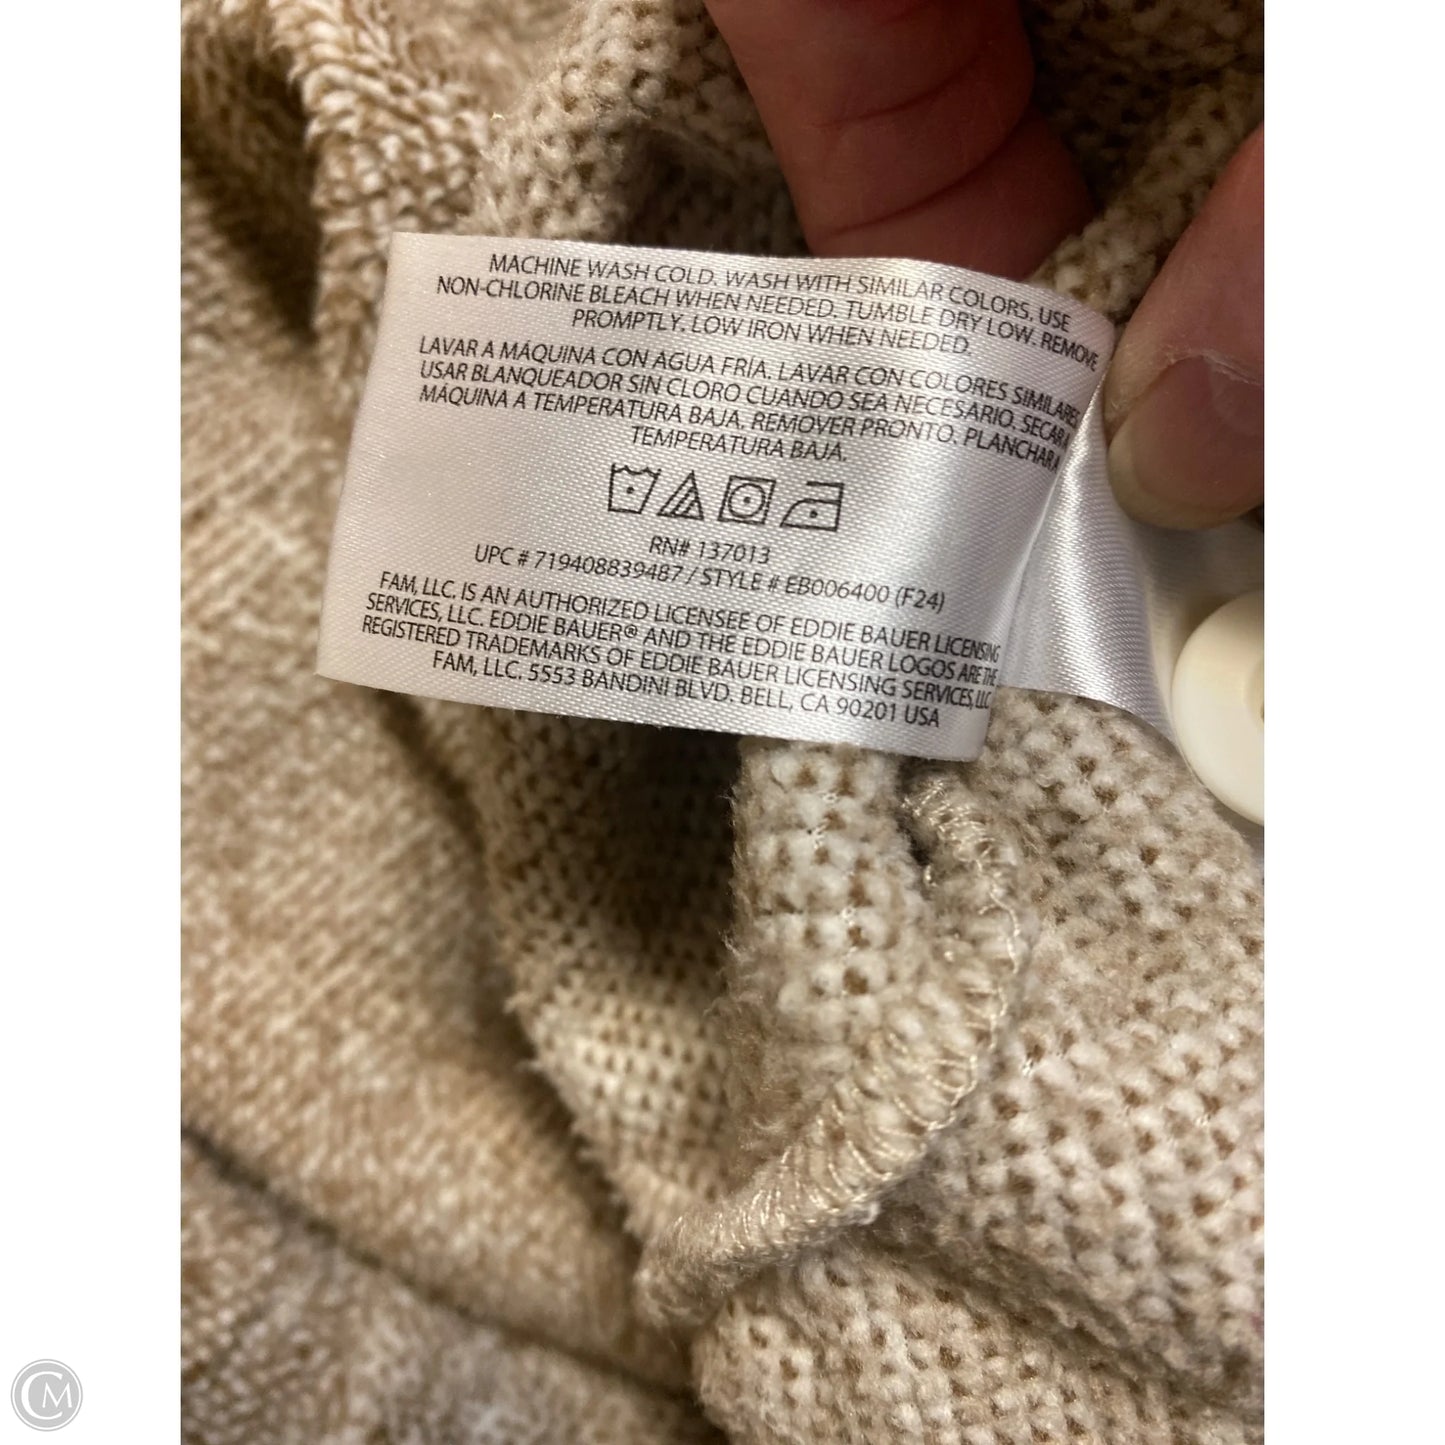 MACHINE WASH COLD. WASH WITH SIMILAR COLORS, USE
NON-CHLORINE BLEACH WHEN NEEDED. TUMBLE DRY LOW. REMOVE
PROMPTLY. LOW IRON WHEN NEEDED.
LAVAR A MÁQUINA CON AGUA FRÍA. LAVAR CON COLORES SIMILARES
USAR BLANQUEADOR SIN CLORO CUANDO SEA NECESARIO. SECAR A
MÁQUINA A TEMPERATURA BAJA. REMOVER PRONTO. PLANCHAR A
TEMPERATURA BAJA.
RN# 137013
UPC # 719408839487 / STYLE # EB006400 (F24)
FAM, LLC. IS AN AUTHORIZED LICENSEE OF EDDIE BAUER LICENSING
SERVICES, LLC. EDDIE BAUER® AND THE EDDIE BAUER LOGOS ARE THE
REGISTERED TRADEMARKS OF EDDIE BAUER LICENSING SERVICES, LLC
FAM, LLC. 5553 BANDINI BLVD. BELL, CA 90201 USA
CM